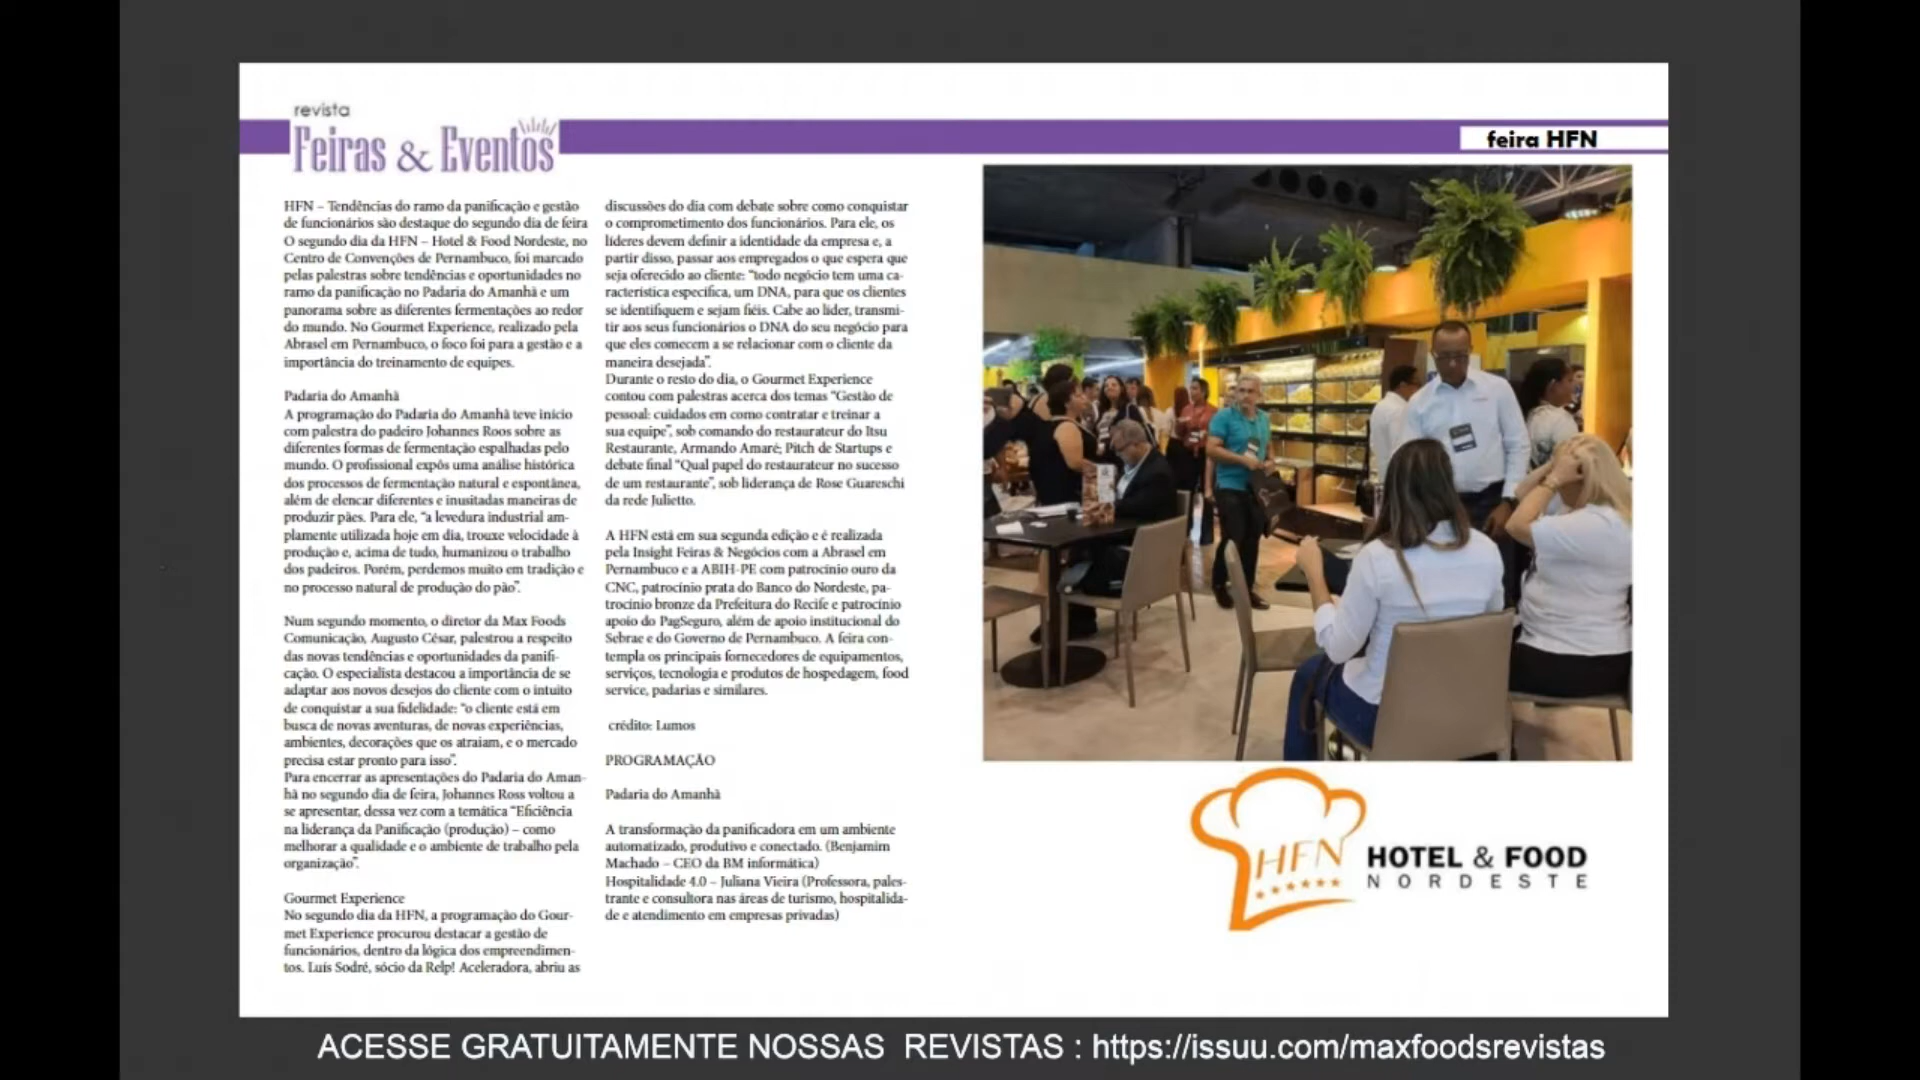 revista
Feiras & Eventos
feira HFN
HFN – Tendências do ramo da panificação e gestão
de funcionários são destaque do segundo dia de feira
O segundo dia da HFN – Hotel & Food Nordeste, no
Centro de Convenções de Pernambuco, foi marcado
pelas palestras sobre tendências e oportunidades no
ramo da panificação no Padaria do Amanhã e um
panorama sobre as diferentes fermentações ao redor
do mundo. No Gourmet Experience, realizado pela
Abrasel em Pernambuco, o foco foi para a gestão e a
importância do treinamento de equipes.
Padaria do Amanhã
A programação do Padaria do Amanhã teve início
com palestra do padeiro Johannes Roos sobre as
diferentes formas de fermentação espalhadas pelo
mundo. O profissional expôs uma análise histórica
dos processos de fermentação natural e espontânea,
além de elencar diferentes e inusitadas maneiras de
produzir pães. Para ele, “a levedura industrial am-
plamente utilizada hoje em dia, trouxe velocidade à
produção e, acima de tudo, humanizou o trabalho
dos padeiros. Porém, perdemos muito em tradição e
no processo natural de produção do pão”.
Num segundo momento, o diretor da Max Foods
Comunicação, Augusto César, palestrou a respeito
das novas tendências e oportunidades da panifi-
cação. O especialista destacou a importância de se
adaptar aos novos desejos do cliente com o intuito
de conquistar a sua fidelidade: “o cliente está em
busca de novas aventuras, de novas experiências,
ambientes, decorações que os atraiam, e o mercado
precisa estar pronto para isso”.
Para encerrar as apresentações do Padaria do Aman-
hã no segundo dia de feira, Johannes Ross voltou a
se apresentar, dessa vez com a temática “Eficiência
na liderança da Panificação (produção) – como
melhorar a qualidade e o ambiente de trabalho pela
organização”.
Gourmet Experience
No segundo dia da HFN, a programação do Gour-
met Experience procurou destacar a gestão de
funcionários, dentro da lógica dos empreendimen-
tos. Luís Sodré, sócio da Relp! Aceleradora, abriu as
discussões do dia com debate sobre como conquistar
o comprometimento dos funcionários. Para ele, os
líderes devem definir a identidade da empresa e, a
partir disso, passar aos empregados o que espera que
seja oferecido ao cliente: “todo negócio tem uma ca-
racterística específica, um DNA, para que os clientes
se identifiquem e sejam fiéis. Cabe ao líder, transmi-
tir aos seus funcionários o DNA do seu negócio para
que eles comecem a se relacionar com o cliente da
maneira desejada”.
Durante o resto do dia, o Gourmet Experience
contou com palestras acerca dos temas “Gestão de
pessoal: cuidados em como contratar e treinar a
sua equipe”, sob comando do restaurateur do Itsu
Restaurante, Armando Amaré; Pitch de Startups e
debate final “Qual papel do restaurateur no sucesso
de um restaurante”, sob liderança de Rose Guareschi
da rede Julietto.
A HFN está em sua segunda edição e é realizada
pela Insight Feiras & Negócios com a Abrasel em
Pernambuco e a ABIH-PE com patrocínio ouro da
CNC, patrocínio prata do Banco do Nordeste, pa-
trocínio bronze da Prefeitura do Recife e patrocínio
apoio do PagSeguro, além de apoio institucional do
Sebrae e do Governo de Pernambuco. A feira con-
templa os principais fornecedores de equipamentos,
serviços, tecnologia e produtos de hospedagem, food
service, padarias e similares.
crédito: Lumos
PROGRAMAÇÃO
Padaria do Amanhã
A transformação da panificadora em um ambiente
automatizado, produtivo e conectado. (Benjamim
Machado – CEO da BM informática)
Hospitalidade 4.0 – Juliana Vieira (Professora, pales-
trante e consultora nas áreas de turismo, hospitalida-
de e atendimento em empresas privadas)
HFN
HOTEL & FOOD
NORDESTE
ACESSE GRATUITAMENTE NOSSAS REVISTAS : https://issuu.com/maxfoodsrevistas